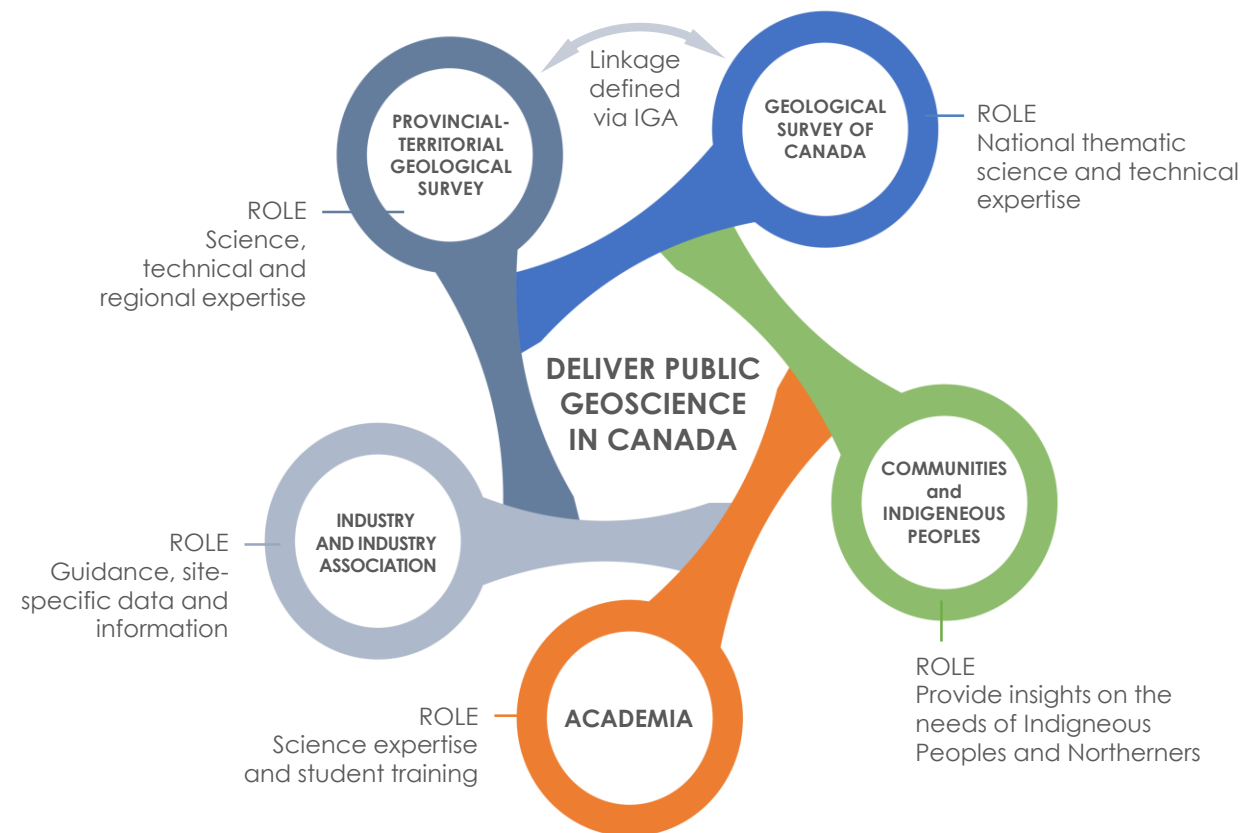 Linkage
defined
via IGA
PROVINCIAL-
TERRITORIAL
GEOLOGICAL
SURVEY
ROLE
Science,
technical and
regional expertise
GEOLOGICAL
SURVEY OF
CANADA
ROLE
National thematic
science and technical
expertise
DELIVER PUBLIC
GEOSCIENCE
IN CANADA
COMMUNITIES
and
INDIGENEOUS
PEOPLES
ROLE
Provide insights on the
needs of Indigneous
Peoples and Northerners
INDUSTRY
AND INDUSTRY
ASSOCIATION
ROLE
Guidance, site-
specific data and
information
ACADEMIA
ROLE
Science expertise
and student training